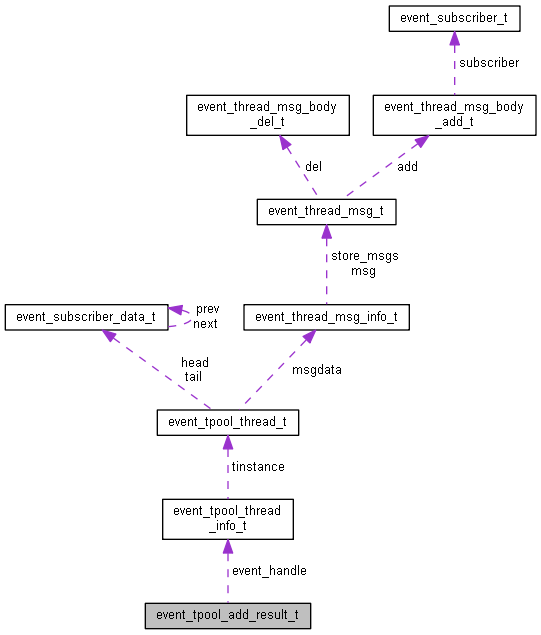 event_subscriber_t
subscriber
event_thread_msg_body
_del_t
event_thread_msg_body
_add_t
del
add
event_thread_msg_t
store_msgs
msg
event_subscriber_data_t
prev
next
event_thread_msg_info_t
head
tail
msgdata
event_tpool_thread_t
tinstance
event_tpool_thread
_info_t
event_handle
event_tpool_add_result_t